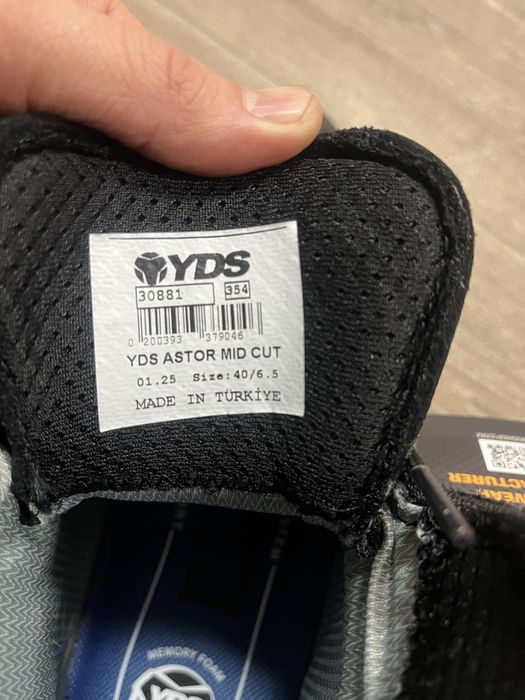 YDS
30881 354
0 200393 379046
YDS ASTOR MID CUT
01.25 Size:40/6.5
MADE IN TÜRKİYE
MEMORY FOAM
YDS